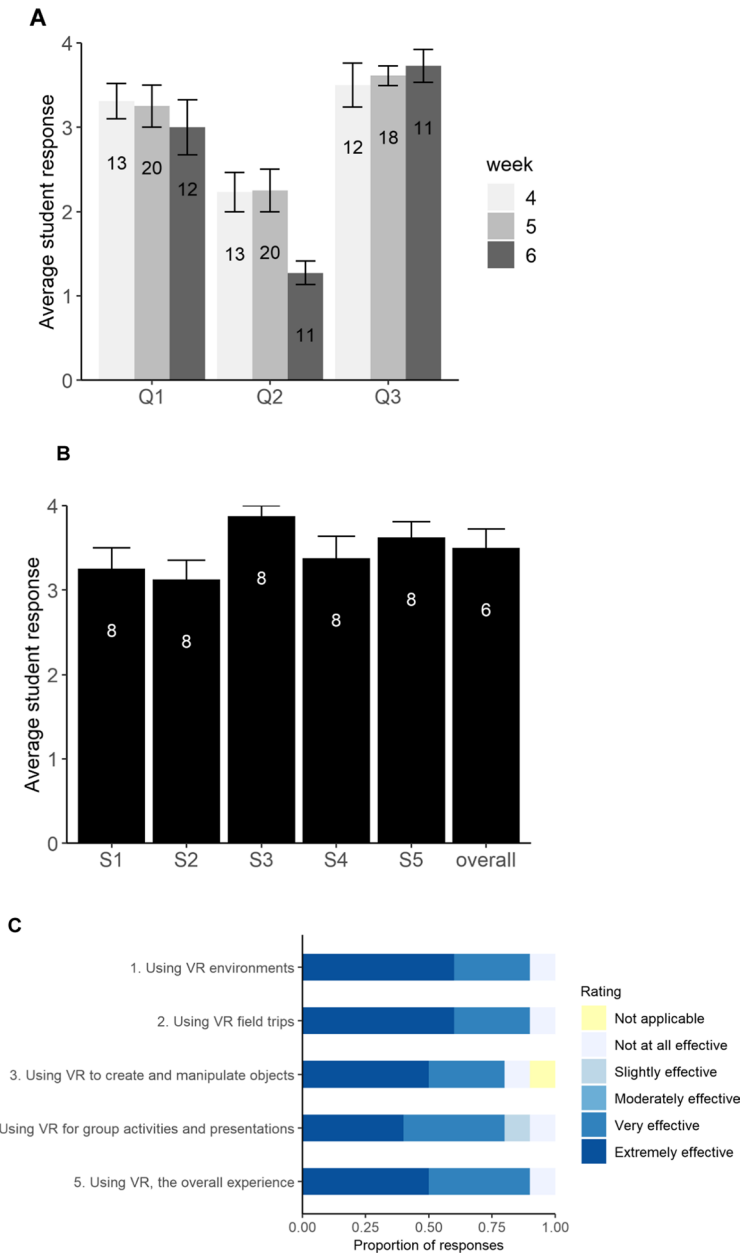 A
Average student response
4
3
2
1
0
13
20
12
13
20
11
12
18
11
Q1
Q2
Q3
week
4
5
6
B
Average student response
4
3
2
1
0
8
8
8
8
8
6
S1
S2
S3
S4
S5
overall
C
1. Using VR environments
2. Using VR field trips
3. Using VR to create and manipulate objects
Using VR for group activities and presentations
5. Using VR, the overall experience
0.00
0.25
0.50
0.75
1.00
Proportion of responses
Rating
Not applicable
Not at all effective
Slightly effective
Moderately effective
Very effective
Extremely effective